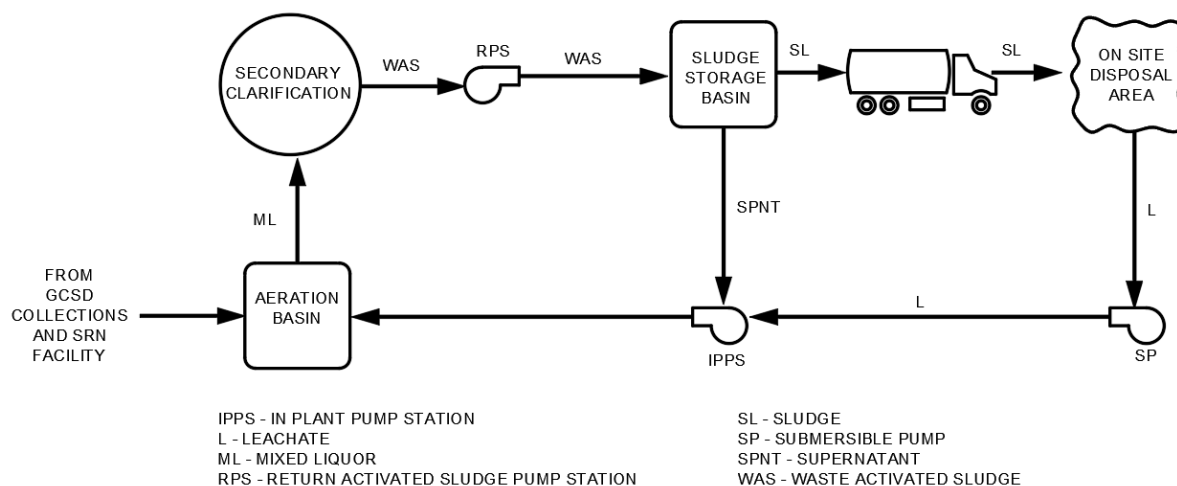 SECONDARY
CLARIFICATION
WAS
RPS
WAS
SLUDGE
STORAGE
BASIN
SL
SL
ON SITE
DISPOSAL
AREA
ML
SPNT
L
FROM
GCSD
COLLECTIONS
AND SRN
FACILITY
AERATION
BASIN
L
IPPS
SP
IPPS - IN PLANT PUMP STATION
L - LEACHATE
ML - MIXED LIQUOR
RPS - RETURN ACTIVATED SLUDGE PUMP STATION
SL - SLUDGE
SP - SUBMERSIBLE PUMP
SPNT - SUPERNATANT
WAS - WASTE ACTIVATED SLUDGE